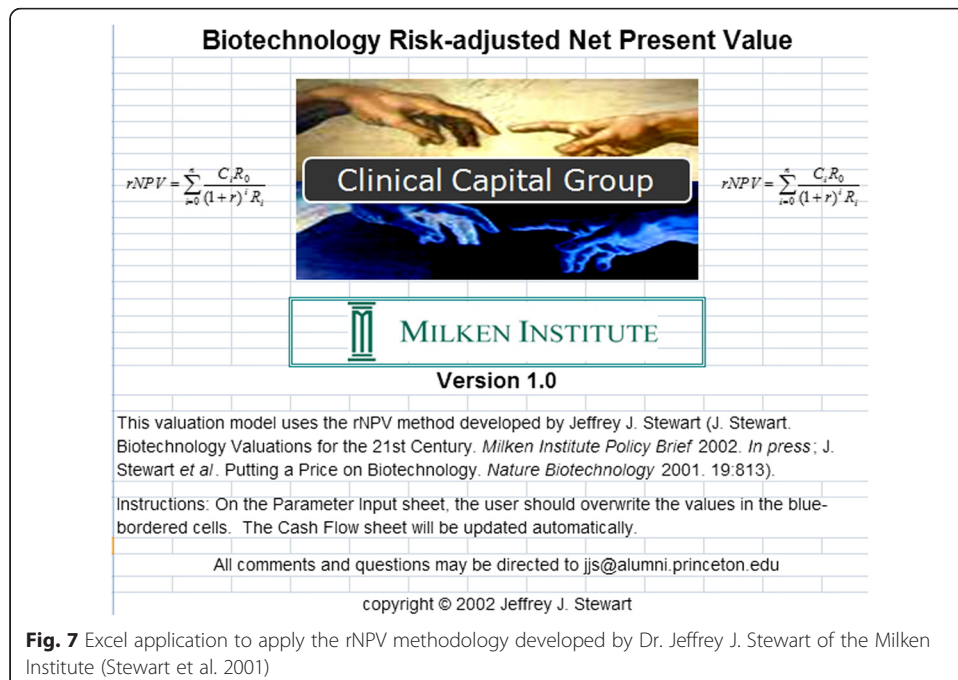 Biotechnology Risk-adjusted Net Present Value
rNPV = \sum_{i=0}^{n} \frac{C_i R_0}{(1+r)^i R_i}
Clinical Capital Group
rNPV = \sum_{i=0}^{n} \frac{C_i R_0}{(1+r)^i R_i}
MILKEN INSTITUTE
Version 1.0
This valuation model uses the rNPV method developed by Jeffrey J. Stewart (J. Stewart.
Biotechnology Valuations for the 21st Century. Milken Institute Policy Brief 2002. In press; J.
Stewart et al. Putting a Price on Biotechnology. Nature Biotechnology 2001. 19:813).
Instructions: On the Parameter Input sheet, the user should overwrite the values in the blue-
bordered cells. The Cash Flow sheet will be updated automatically.
All comments and questions may be directed to jjs@alumni.princeton.edu
copyright © 2002 Jeffrey J. Stewart
Fig. 7 Excel application to apply the rNPV methodology developed by Dr. Jeffrey J. Stewart of the Milken
Institute (Stewart et al. 2001)